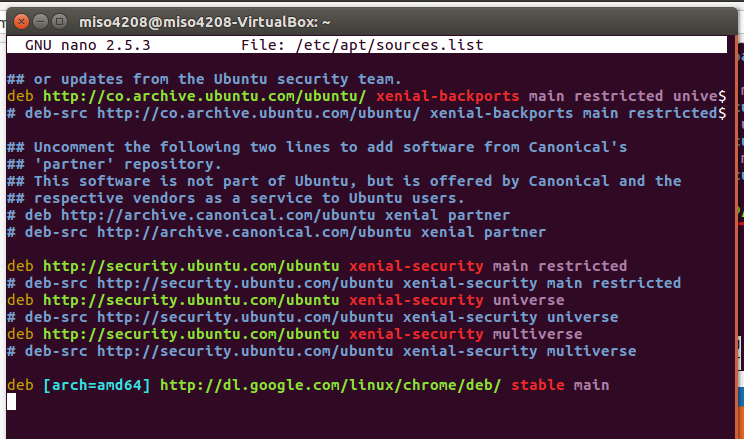 miso4208@miso4208-VirtualBox: ~
GNU nano 2.5.3 File: /etc/apt/sources.list
## or updates from the Ubuntu security team.
deb http://co.archive.ubuntu.com/ubuntu/ xenial-backports main restricted unive$
# deb-src http://co.archive.ubuntu.com/ubuntu/ xenial-backports main restricted$
## Uncomment the following two lines to add software from Canonical's
## 'partner' repository.
## This software is not part of Ubuntu, but is offered by Canonical and the
## respective vendors as a service to Ubuntu users.
# deb http://archive.canonical.com/ubuntu xenial partner
# deb-src http://archive.canonical.com/ubuntu xenial partner
deb http://security.ubuntu.com/ubuntu xenial-security main restricted
# deb-src http://security.ubuntu.com/ubuntu xenial-security main restricted
deb http://security.ubuntu.com/ubuntu xenial-security universe
# deb-src http://security.ubuntu.com/ubuntu xenial-security universe
deb http://security.ubuntu.com/ubuntu xenial-security multiverse
# deb-src http://security.ubuntu.com/ubuntu xenial-security multiverse
deb [arch=amd64] http://dl.google.com/linux/chrome/deb/ stable main